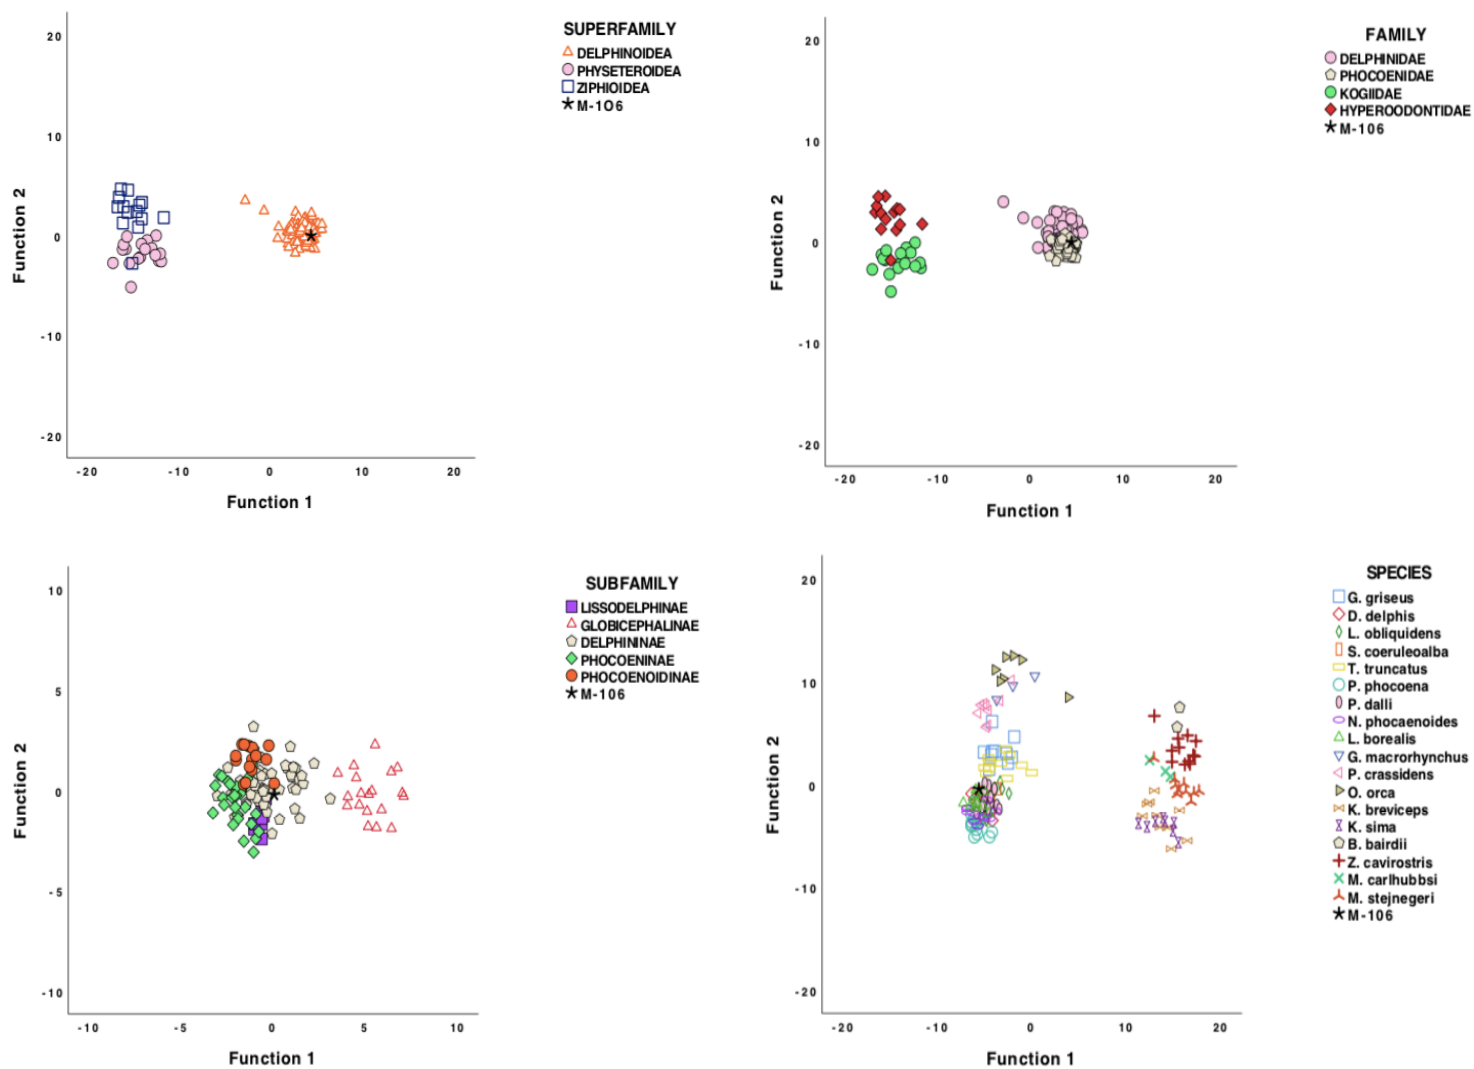 SUPERFAMILY
DELPHINOIDEA
PHYSETEROIDEA
ZIPHIOIDEA
M-1O6
20
10
0
-10
-20
-20
-10
0
10
20
Function 2
Function 1
FAMILY
DELPHINIDAE
PHOCOENIDAE
KOGIIDAE
HYPEROODONTIDAE
M-106
20
10
0
-10
-20
-20
-10
0
10
20
Function 2
Function 1
SUBFAMILY
LISSODELPHINAE
GLOBICEPHALINAE
DELPHININAE
PHOCOENINAE
PHOCOENOIDINAE
M-106
10
5
0
-5
-10
-10
-5
0
5
10
Function 2
Function 1
SPECIES
G. griseus
D. delphis
L. obliquidens
S. coeruleoalba
T. truncatus
P. phocoena
P. dalli
N. phocaenoides
L. borealis
G. macrorhynchus
P. crassidens
O. orca
K. breviceps
K. sima
B. bairdii
Z. cavirostris
M. carlhubbsi
M. stejnegeri
M-106
20
10
0
-10
-20
-20
-10
0
10
20
Function 2
Function 1